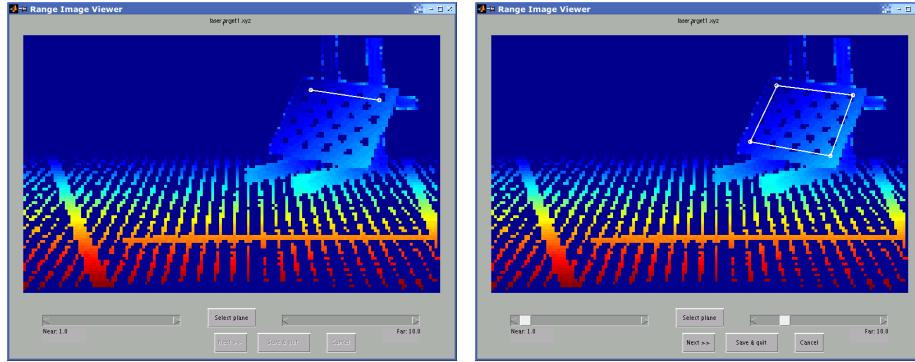 Range Image Viewer
laser_target1.xyz
Select plane
Near: 1.0
Far: 10.0
Next >>
Save & quit
Cancel
Range Image Viewer
laser_target1.xyz
Select plane
Near: 1.0
Far: 10.0
Next >>
Save & quit
Cancel